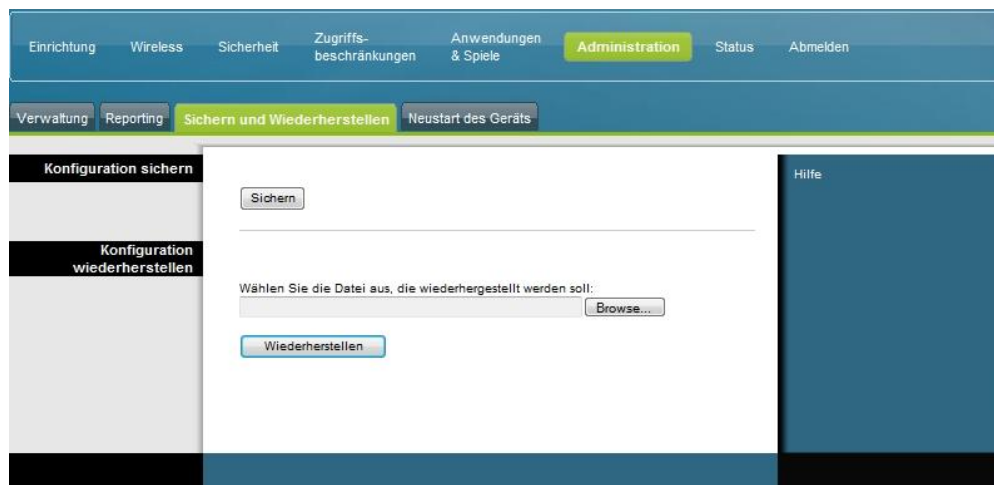 Einrichtung Wireless Sicherheit Zugriffs-
beschränkungen Anwendungen
& Spiele Administration Status Abmelden
Verwaltung Reporting Sichern und Wiederherstellen Neustart des Geräts
Konfiguration sichern
Sichern
Hilfe
Konfiguration
wiederherstellen
Wählen Sie die Datei aus, die wiederhergestellt werden soll:
Browse...
Wiederherstellen